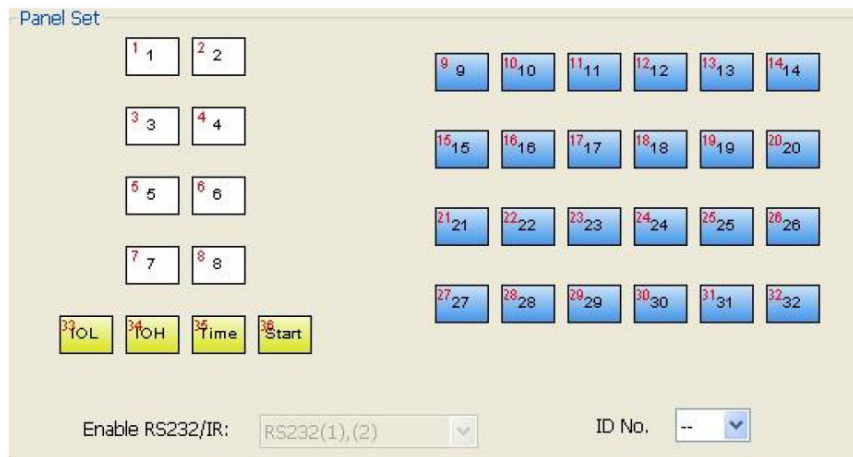 Panel Set
1 1 2 2
9 9 10 10 11 11 12 12 13 13 14 14
3 3 4 4
15 15 16 16 17 17 18 18 19 19 20 20
5 5 6 6
21 21 22 22 23 23 24 24 25 25 26 26
7 7 8 8
27 27 28 28 29 29 30 30 31 31 32 32
33 IOL 34 IOH 35 Time 36 Start
Enable RS232/IR: RS232(1),(2) ID No. --